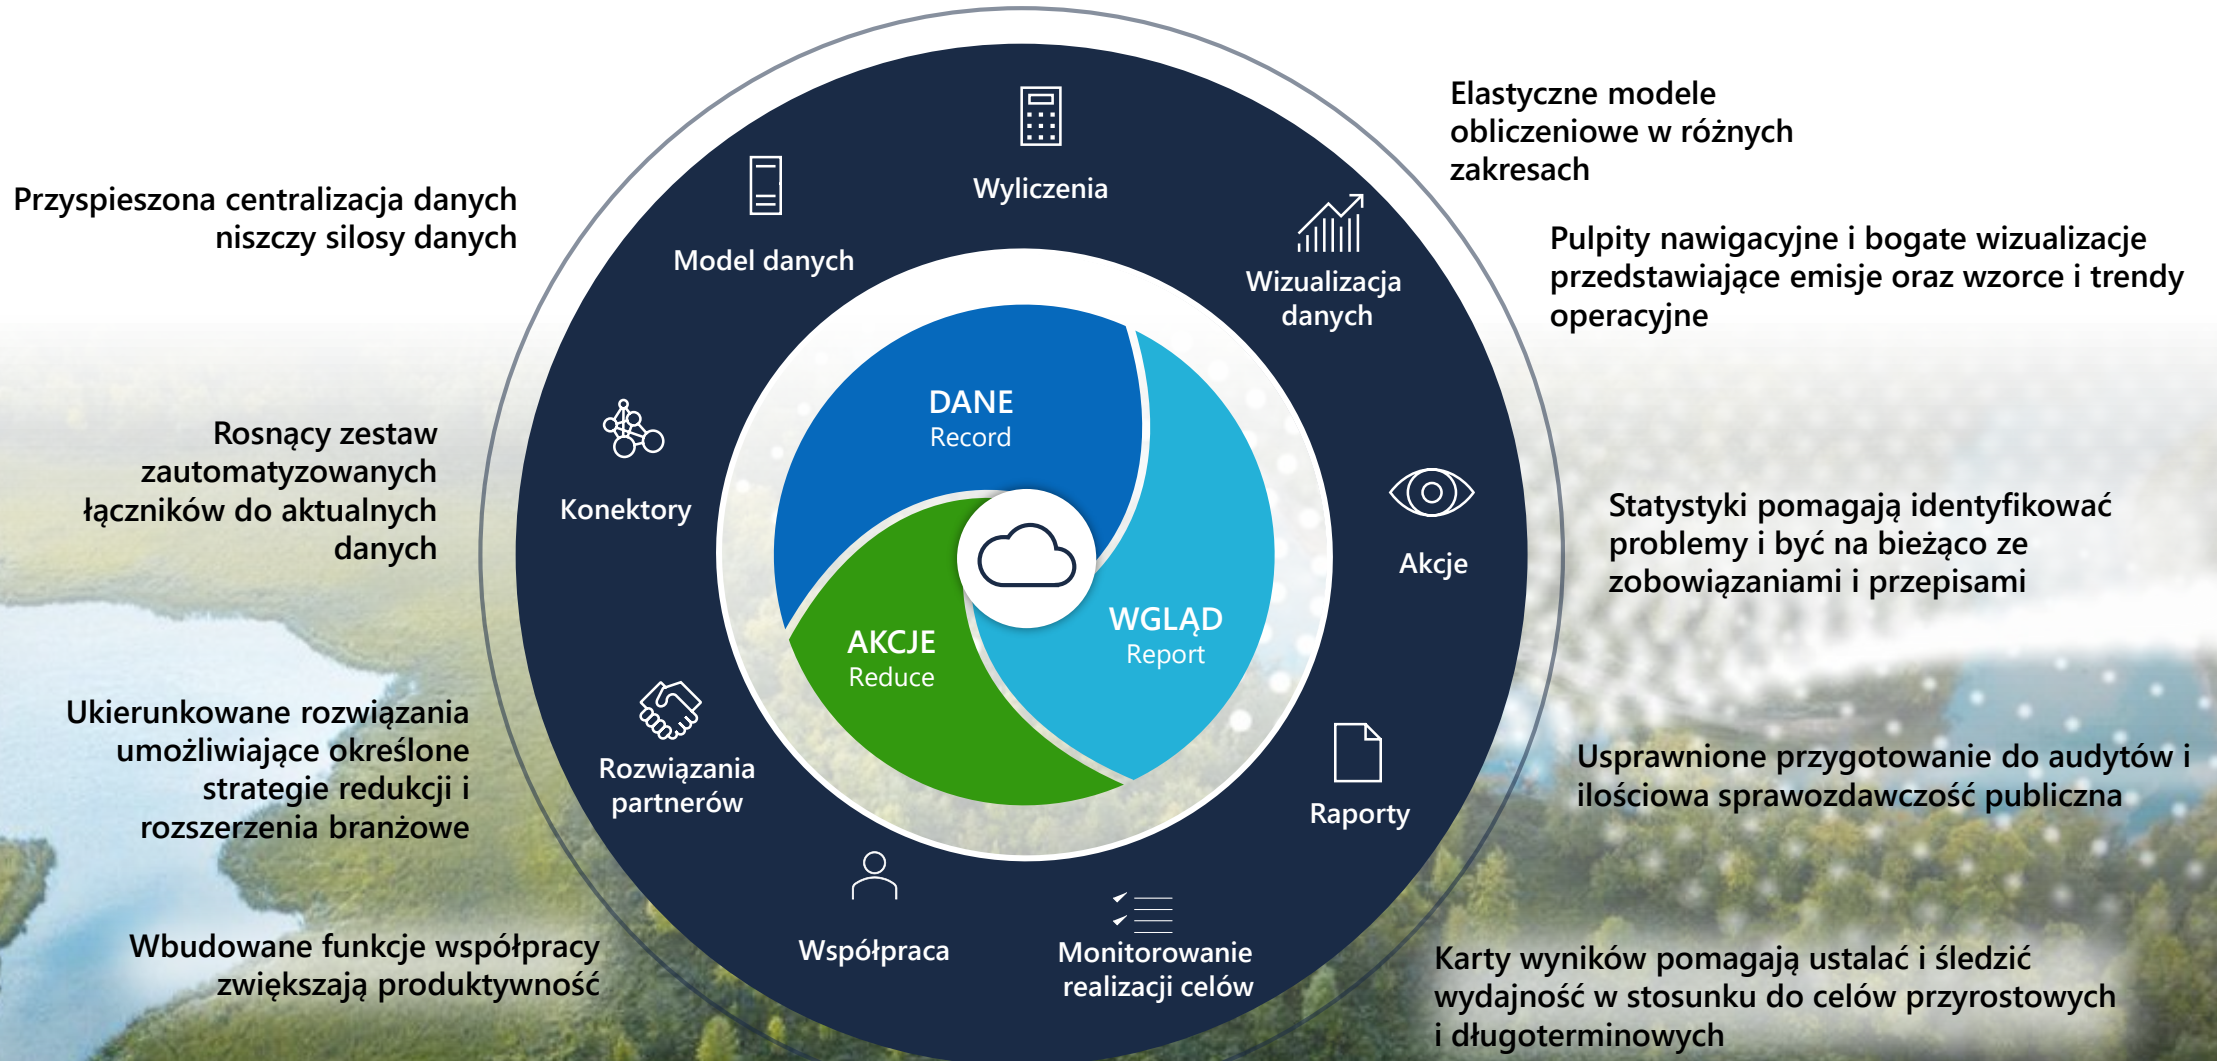 Przyspieszona centralizacja danych
niszczy silosy danych
Rosnący zestaw
zautomatyzowanych
łączników do aktualnych
danych
Ukierunkowane rozwiązania
umożliwiające określone
strategie redukcji i
rozszerzenia branżowe
Wbudowane funkcje współpracy
zwiększają produktywność
Wyliczenia
Model danych
Wizualizacja
danych
Konektory
Akcje
Rozwiązania
partnerów
Raporty
Współpraca
Monitorowanie
realizacji celów
DANE
Record
WGLĄD
Report
AKCJE
Reduce
Elastyczne modele
obliczeniowe w różnych
zakresach
Pulpity nawigacyjne i bogate wizualizacje
przedstawiające emisje oraz wzorce i trendy
operacyjne
Statystyki pomagają identyfikować
problemy i być na bieżąco ze
zobowiązaniami i przepisami
Usprawnione przygotowanie do audytów i
ilościowa sprawozdawczość publiczna
Karty wyników pomagają ustalać i śledzić
wydajność w stosunku do celów przyrostowych
i długoterminowych